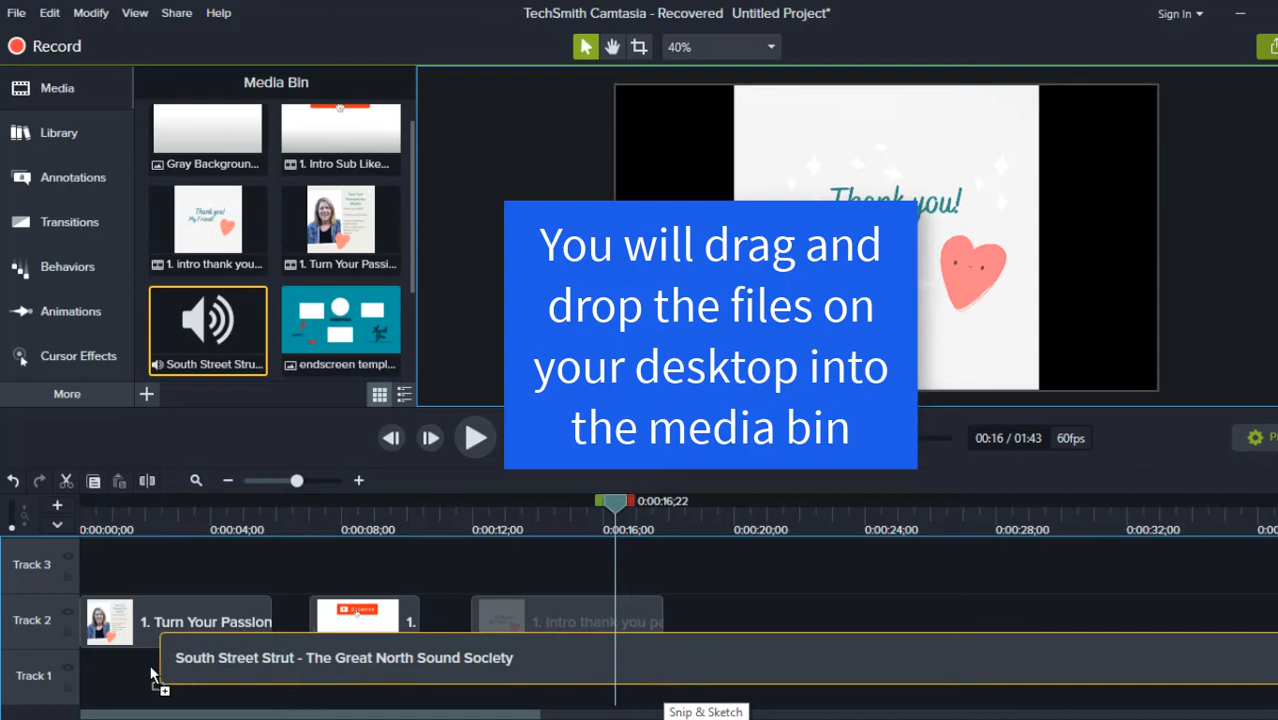 File Edit Modify View Share Help
TechSmith Camtasia - Recovered Untitled Project*
Sign In
Record
40%
Media
Library
Annotations
Transitions
Behaviors
Animations
Cursor Effects
More
Media Bin
Gray Backgroun...
1. Intro Sub Like...
Thank you!
My Friend!
1. intro thank you...
1. Turn Your Passi...
South Street Stru...
endscreen templ...
Thank you!
You will drag and
drop the files on
your desktop into
the media bin
00:16 / 01:43 60fps
P
0:00:16;22
0:00:00;00 0:00:04;00 0:00:08;00 0:00:12;00 0:00:16;00 0:00:20;00 0:00:24;00 0:00:28;00 0:00:32;00
Track 3
Track 2
1. Turn Your Passion
1.
1. Intro thank you pa
South Street Strut - The Great North Sound Society
Track 1
Snip & Sketch